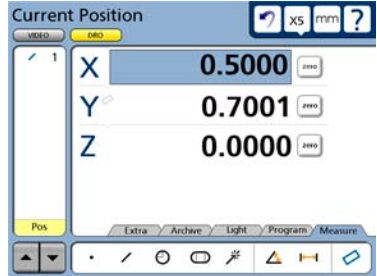 Current Position
VIDEO DRO X5 mm ?
1
X 0.5000 zero
Y 0.7001 zero
Z 0.0000 zero
Pos
Extra Archive Light Program Measure